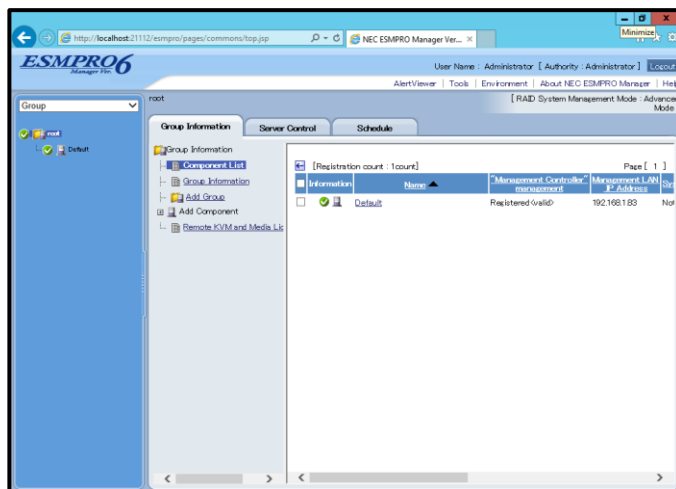 Minimize
http://localhost:21112/esmpro/pages/commons/top.jsp
NEC ESMPRO Manager Ver...
ESMPRO6
Manager Ver.
User Name : Administrator [ Authority : Administrator ] Logout
AlertViewer | Tools | Environment | About NEC ESMPRO Manager | Hel
Group
root
[ RAID System Management Mode : Advance
Mode
root
Default
Group Information Server Control Schedule
Group Information
Component List
Group Information
Add Group
Add Component
Remote KVM and Media Lic
[Registration count : 1count] Page [ 1 ]
Information Name "Management Controller" management Management LAN IP Address
Default Registered(valid) 192.168.1.83 Not